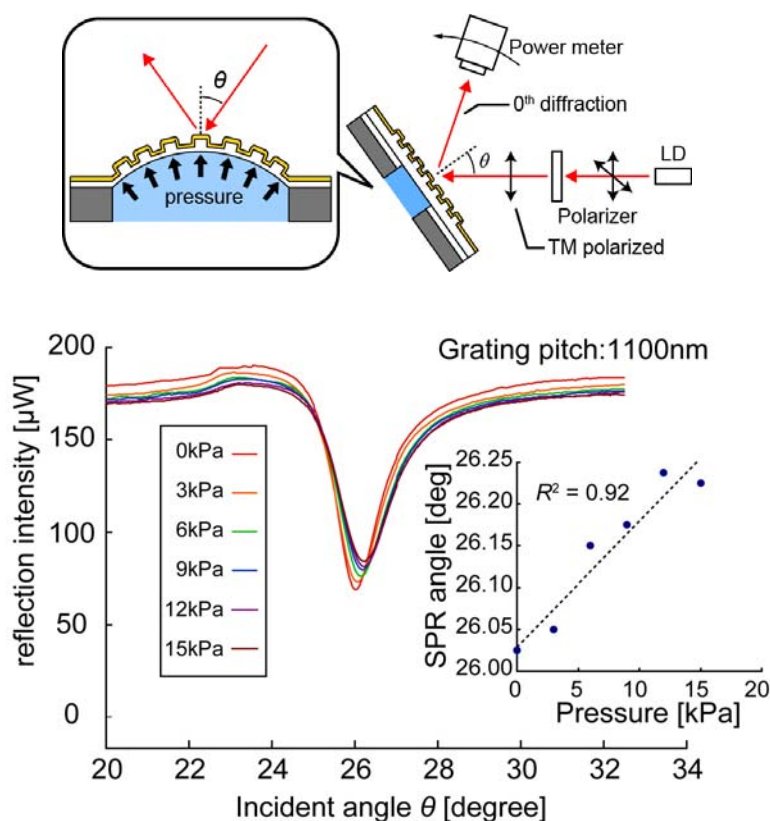 θ
pressure
Power meter
0th diffraction
θ
LD
Polarizer
TM polarized
Grating pitch:1100nm
reflection intensity [μW]
200
150
100
50
0
0kPa
3kPa
6kPa
9kPa
12kPa
15kPa
20
22
24
26
28
30
32
34
Incident angle θ [degree]
R² = 0.92
SPR angle [deg]
26.25
26.20
26.15
26.10
26.05
26.00
0
5
10
15
20
Pressure [kPa]